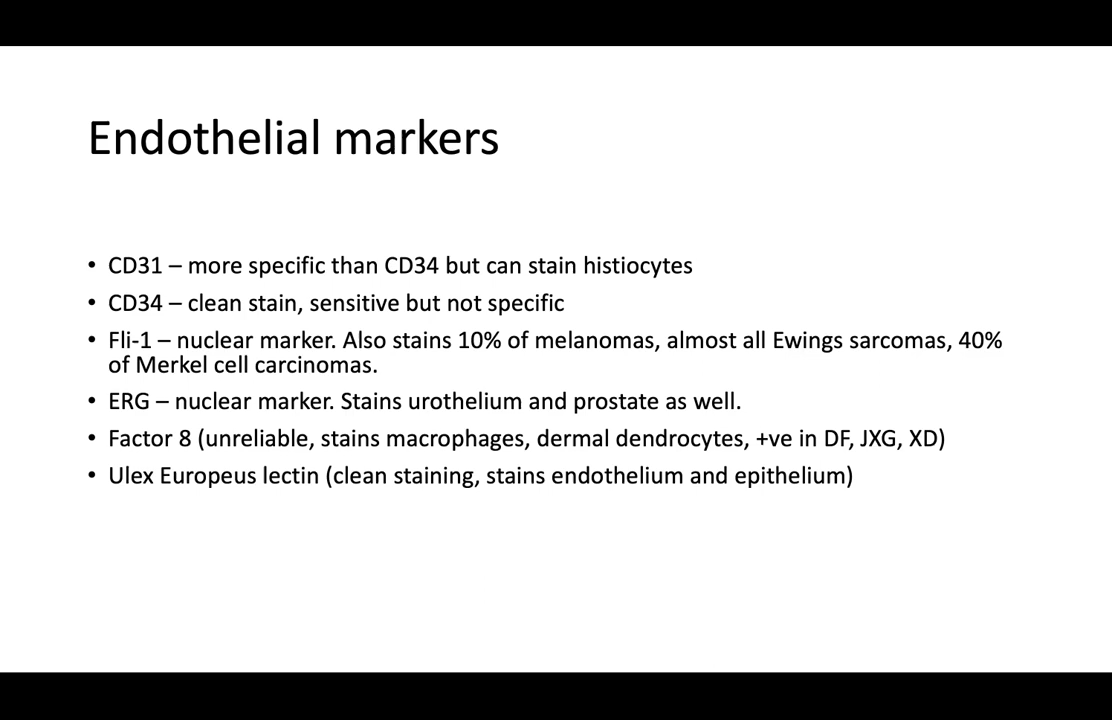 Endothelial markers
• CD31 – more specific than CD34 but can stain histiocytes
• CD34 – clean stain, sensitive but not specific
• Fli-1 – nuclear marker. Also stains 10% of melanomas, almost all Ewings sarcomas, 40%
of Merkel cell carcinomas.
• ERG – nuclear marker. Stains urothelium and prostate as well.
• Factor 8 (unreliable, stains macrophages, dermal dendrocytes, +ve in DF, JXG, XD)
• Ulex Europeus lectin (clean staining, stains endothelium and epithelium)